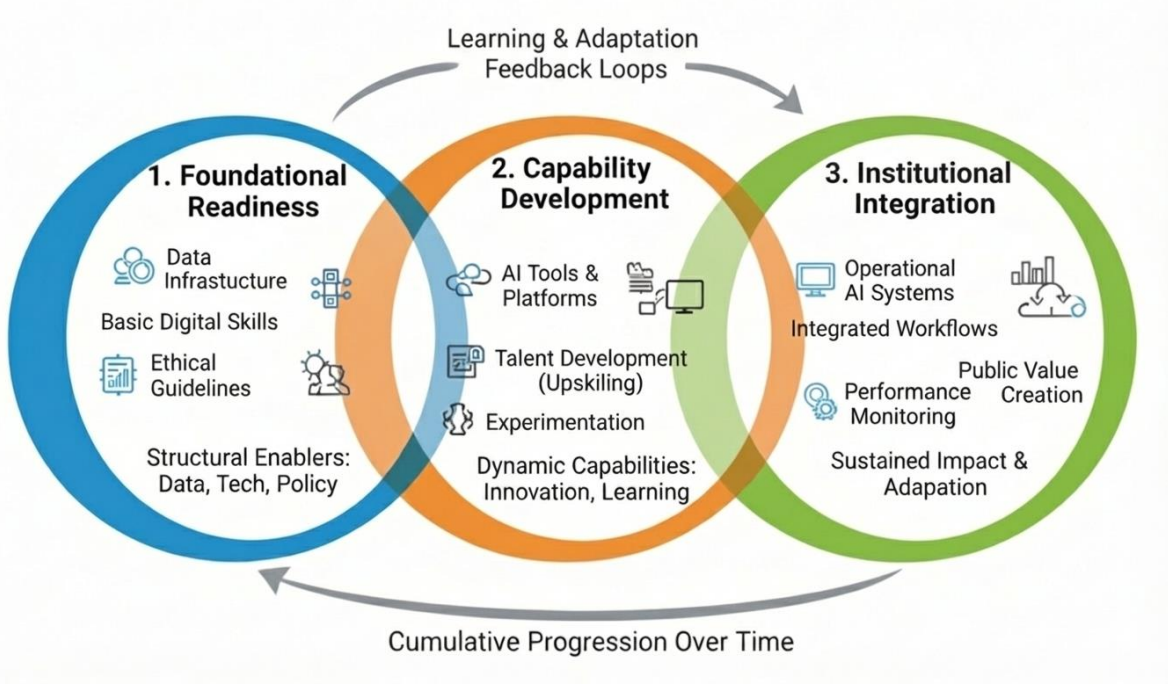 Learning & Adaptation
Feedback Loops
1. Foundational
Readiness
Data
Infrastucture
Basic Digital Skills
Ethical
Guidelines
Structural Enablers:
Data, Tech, Policy
2. Capability
Development
AI Tools &
Platforms
Talent Development
(Upskiling)
Experimentation
Dynamic Capabilities:
Innovation, Learning
3. Institutional
Integration
Operational
AI Systems
Integrated Workflows
Public Value
Creation
Performance
Monitoring
Sustained Impact &
Adapation
Cumulative Progression Over Time